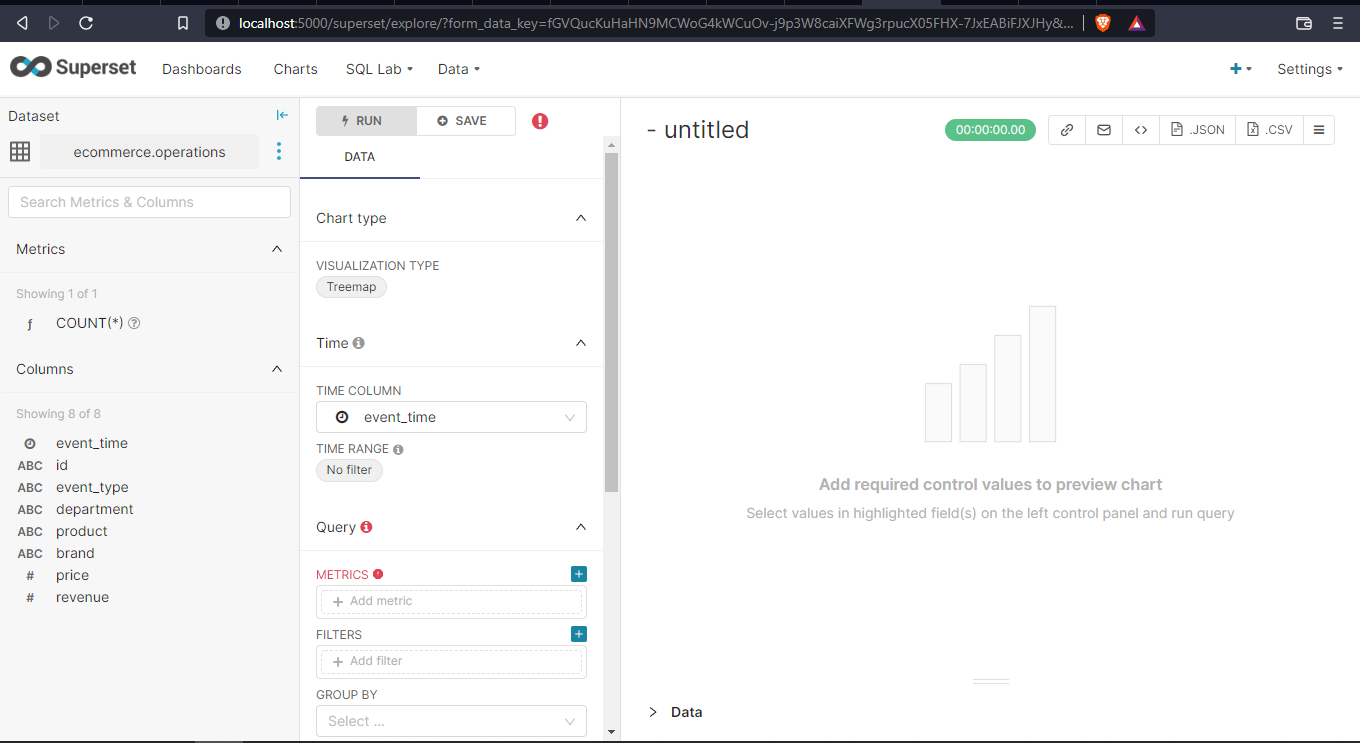 localhost:5000/superset/explore/?form_data_key=fGVQucKuHaHN9MCWoG4kWCuOv-j9p3W8caiXFWg3rpucX05FHX-7JxEABiFJXJHy&...
Superset Dashboards Charts SQL Lab Data + Settings
Dataset
ecommerce.operations
Search Metrics & Columns
Metrics
Showing 1 of 1
f COUNT(*)
Columns
Showing 8 of 8
event_time
ABC id
ABC event_type
ABC department
ABC product
ABC brand
# price
# revenue
RUN SAVE
DATA
Chart type
VISUALIZATION TYPE
Treemap
Time
TIME COLUMN
event_time
TIME RANGE
No filter
Query
METRICS
+ Add metric
FILTERS
+ Add filter
GROUP BY
Select ...
- untitled
00:00:00.00
.JSON .CSV
Add required control values to preview chart
Select values in highlighted field(s) on the left control panel and run query
Data